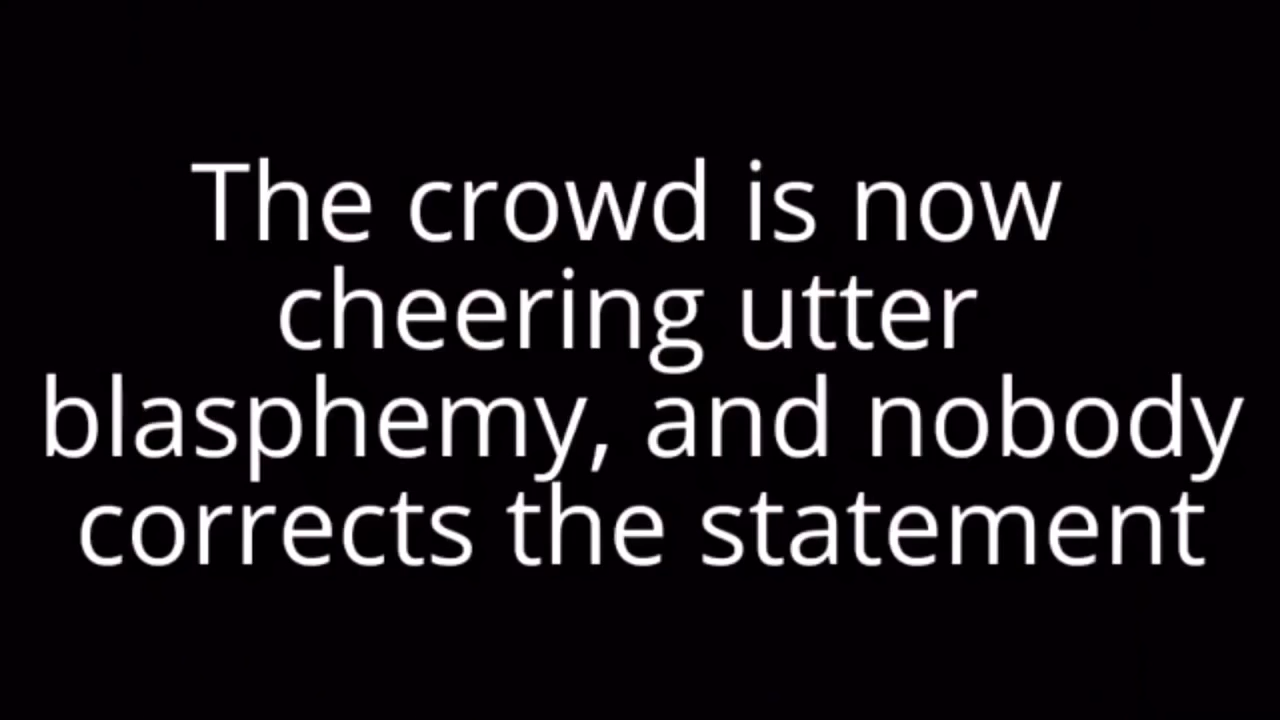 The crowd is now
cheering utter
blasphemy, and nobody
corrects the statement